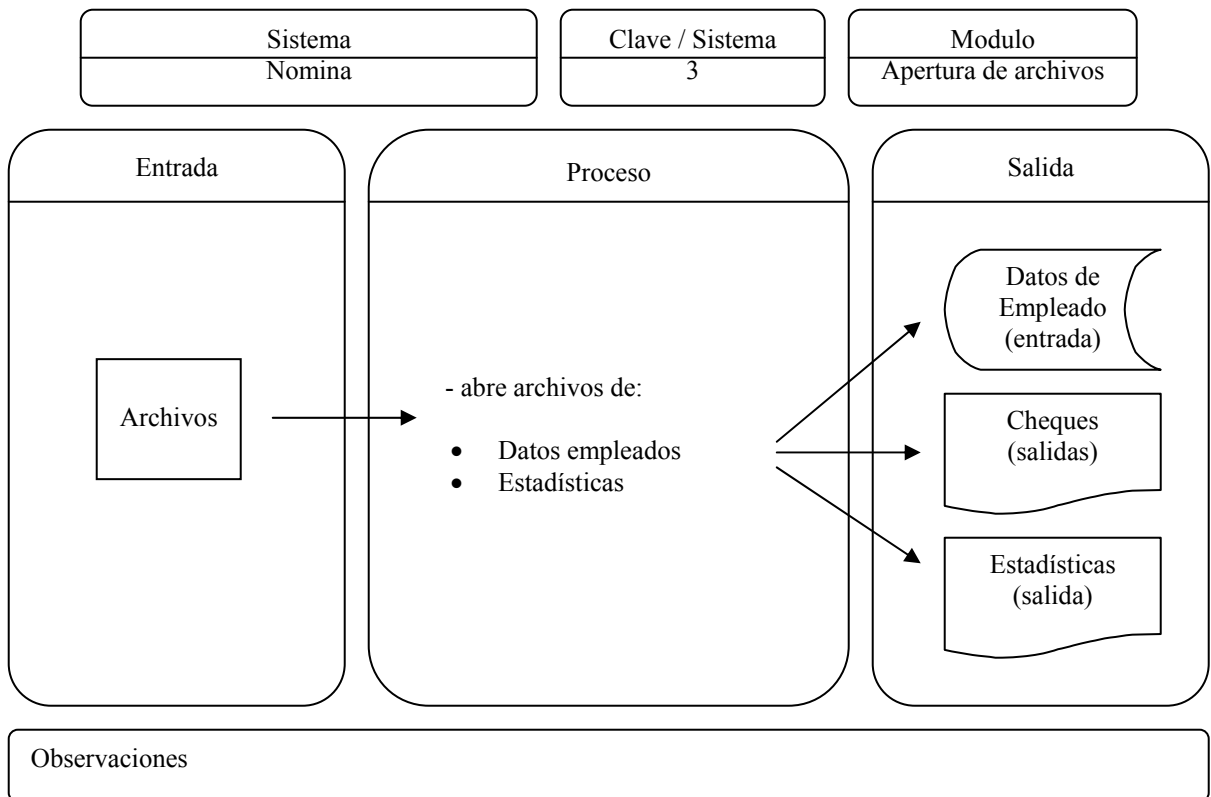 Sistema
Nomina
Clave / Sistema
3
Modulo
Apertura de archivos
Entrada
Archivos
Proceso
- abre archivos de:
• Datos empleados
• Estadísticas
Salida
Datos de
Empleado
(entrada)
Cheques
(salidas)
Estadísticas
(salida)
Observaciones